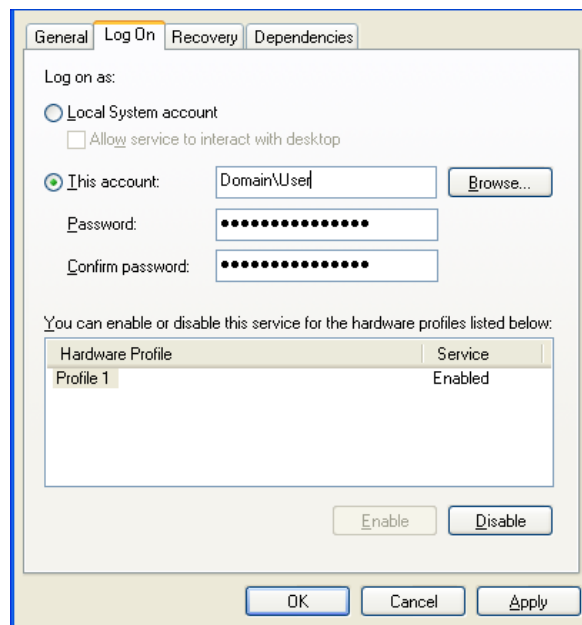 General Log On Recovery Dependencies
Log on as:
Local System account
Allow service to interact with desktop
This account: Domain\User Browse...
Password: ●●●●●●●●●●●●●●●
Confirm password: ●●●●●●●●●●●●●●●
You can enable or disable this service for the hardware profiles listed below:
Hardware Profile Service
Profile 1 Enabled
Enable Disable
OK Cancel Apply